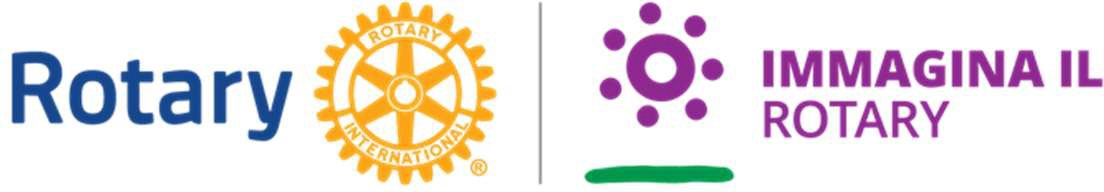 Rotary
ROTARY
INTERNATIONAL
®
IMMAGINA IL
ROTARY